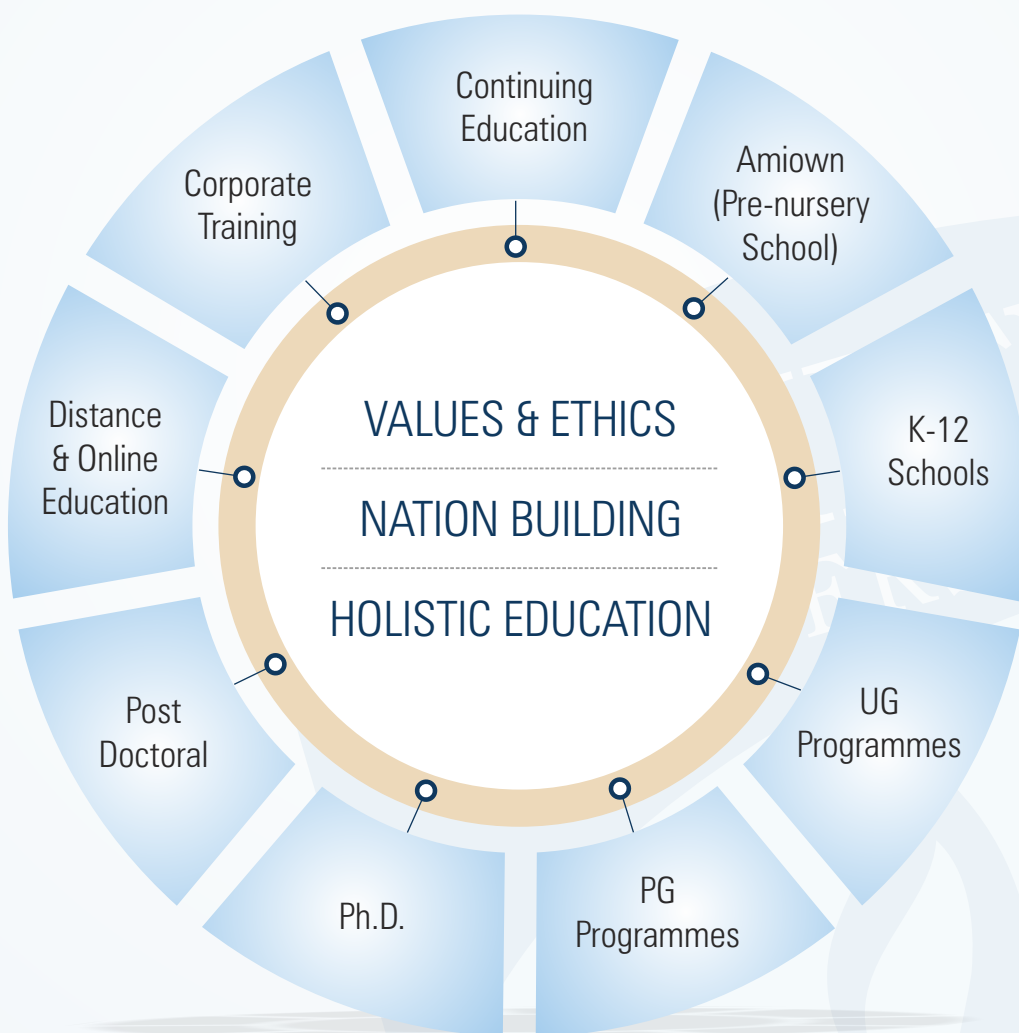 Continuing
Education
Amiown
(Pre-nursery
School)
K-12
Schools
UG
Programmes
PG
Programmes
Ph.D.
Post
Doctoral
Distance
& Online
Education
Corporate
Training
VALUES & ETHICS
NATION BUILDING
HOLISTIC EDUCATION